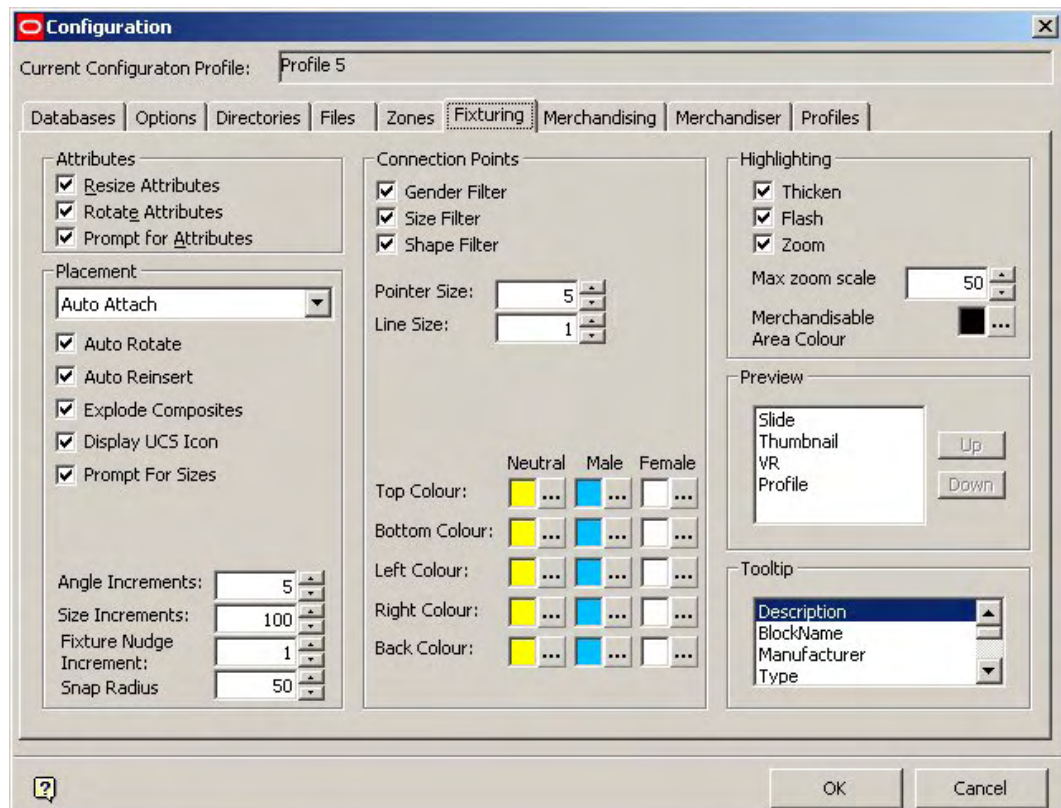 Configuration
Current Configuraton Profile: Profile 5
Databases Options Directories Files Zones Fixturing Merchandising Merchandiser Profiles
Attributes
Resize Attributes
Rotate Attributes
Prompt for Attributes
Placement
Auto Attach
Auto Rotate
Auto Reinsert
Explode Composites
Display UCS Icon
Prompt For Sizes
Angle Increments: 5
Size Increments: 100
Fixture Nudge
Increment: 1
Snap Radius 50
Connection Points
Gender Filter
Size Filter
Shape Filter
Pointer Size: 5
Line Size: 1
Neutral Male Female
Top Colour: ... ... ...
Bottom Colour: ... ... ...
Left Colour: ... ... ...
Right Colour: ... ... ...
Back Colour: ... ... ...
Highlighting
Thicken
Flash
Zoom
Max zoom scale 50
Merchandisable
Area Colour ...
Preview
Slide
Thumbnail
VR
Profile
Up
Down
Tooltip
Description
BlockName
Manufacturer
Type
?
OK Cancel